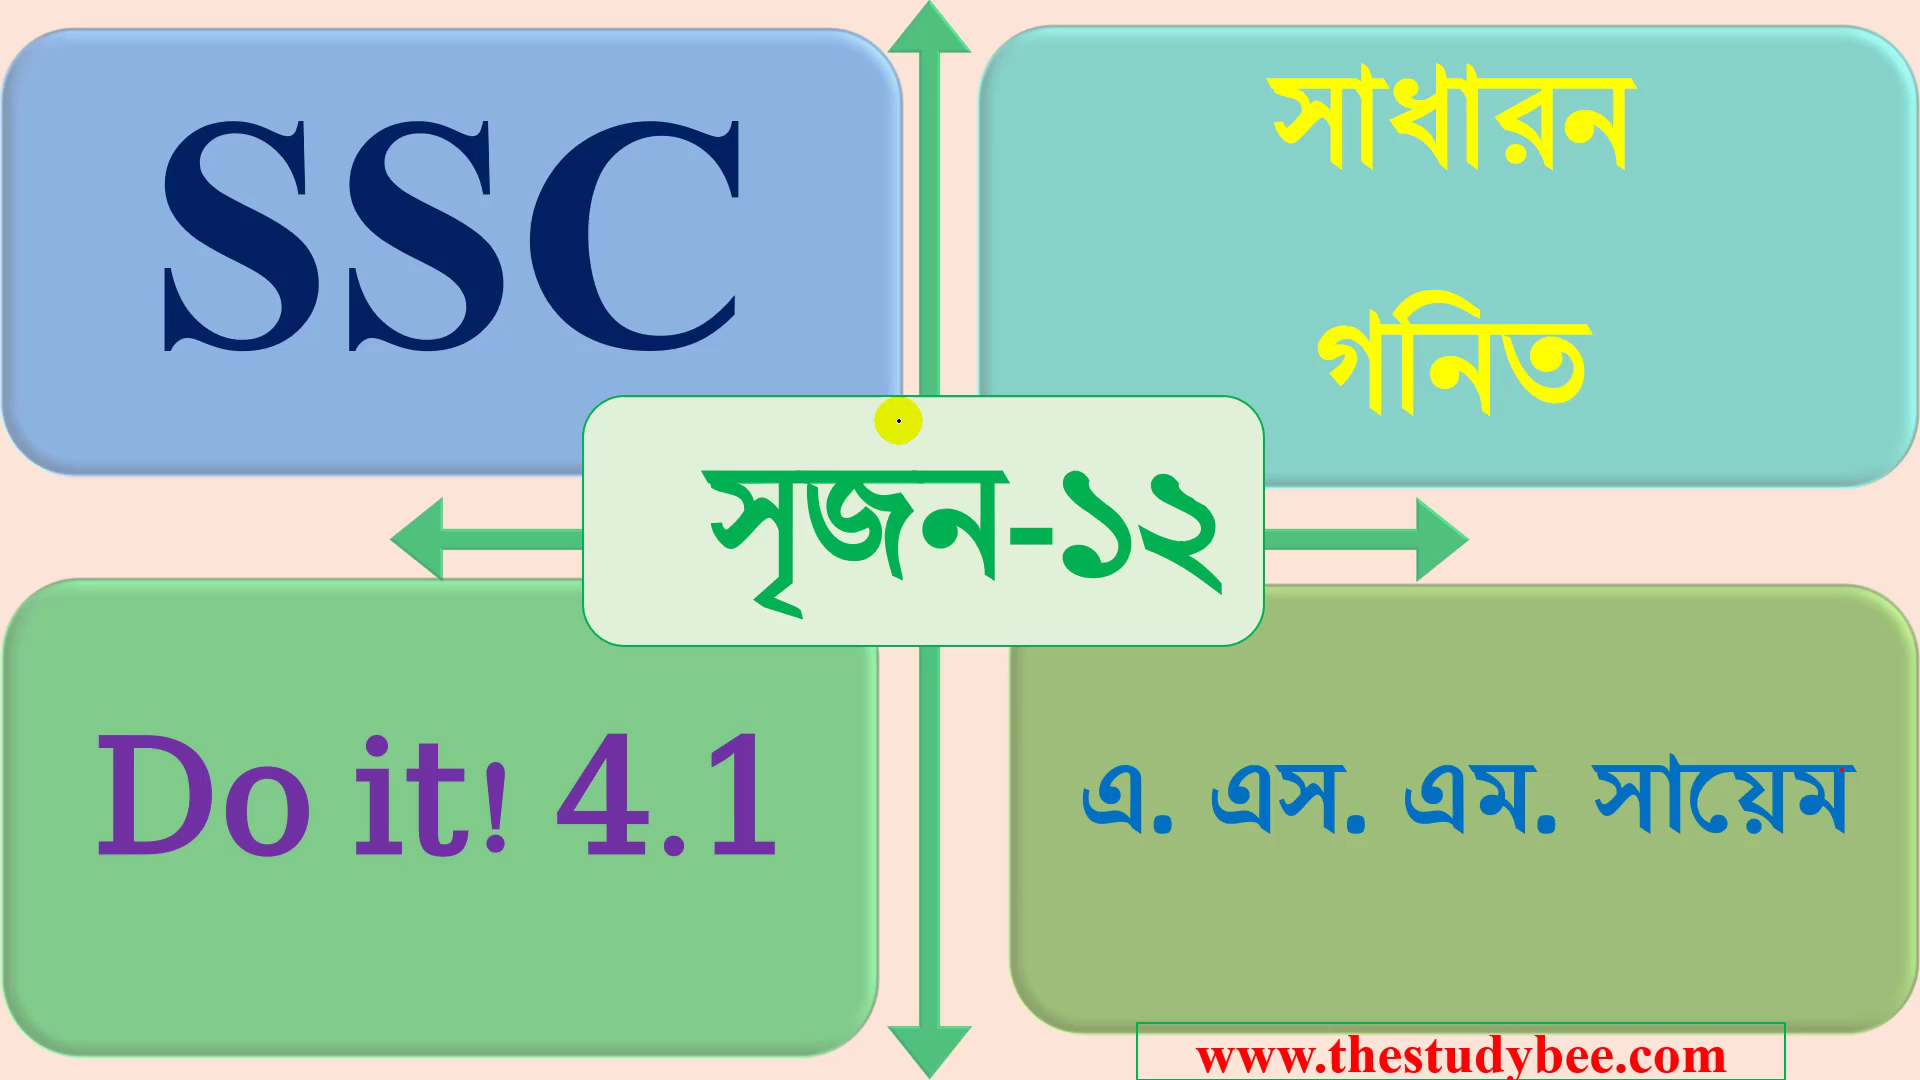 SSC
সাধারন
গনিত
সৃজন-১২
Do it! 4.1
এ. এস. এম. সায়েম
www.thestudybee.com